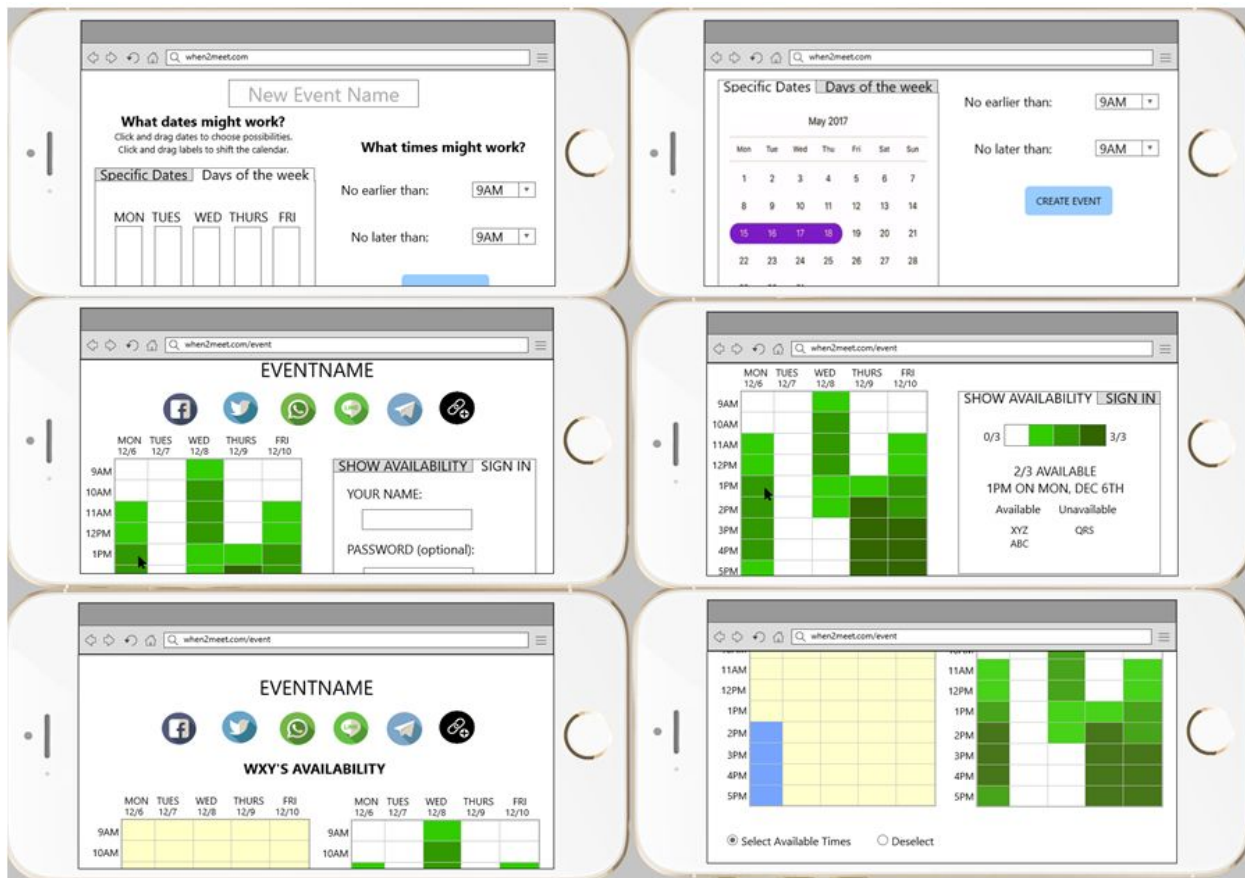 when2meet.com
New Event Name
What dates might work?
Click and drag dates to choose possibilities.
Click and drag labels to shift the calendar.
What times might work?
Specific Dates Days of the week
No earlier than: 9AM
MON TUES WED THURS FRI
No later than: 9AM
when2meet.com
Specific Dates Days of the week
No earlier than: 9AM
May 2017
Mon Tue Wed Thu Fri Sat Sun
No later than: 9AM
1 2 3 4 5 6 7
8 9 10 11 12 13 14
CREATE EVENT
15 16 17 18 19 20 21
22 23 24 25 26 27 28
when2meet.com/event
EVENTNAME
LINE
MON TUES WED THURS FRI
12/6 12/7 12/8 12/9 12/10
SHOW AVAILABILITY SIGN IN
9AM
10AM
YOUR NAME:
11AM
12PM
1PM
PASSWORD (optional):
when2meet.com/event
MON TUES WED THURS FRI
12/6 12/7 12/8 12/9 12/10
SHOW AVAILABILITY SIGN IN
9AM
10AM
0/3 3/3
11AM
12PM
2/3 AVAILABLE
1PM
1PM ON MON, DEC 6TH
2PM
Available Unavailable
3PM
XYZ QRS
4PM
ABC
5PM
when2meet.com/event
EVENTNAME
LINE
WXY'S AVAILABILITY
MON TUES WED THURS FRI
12/6 12/7 12/8 12/9 12/10
9AM
10AM
MON TUES WED THURS FRI
12/6 12/7 12/8 12/9 12/10
9AM
10AM
when2meet.com/event
11AM
12PM
1PM
2PM
3PM
4PM
5PM
11AM
12PM
1PM
2PM
3PM
4PM
5PM
Select Available Times Deselect